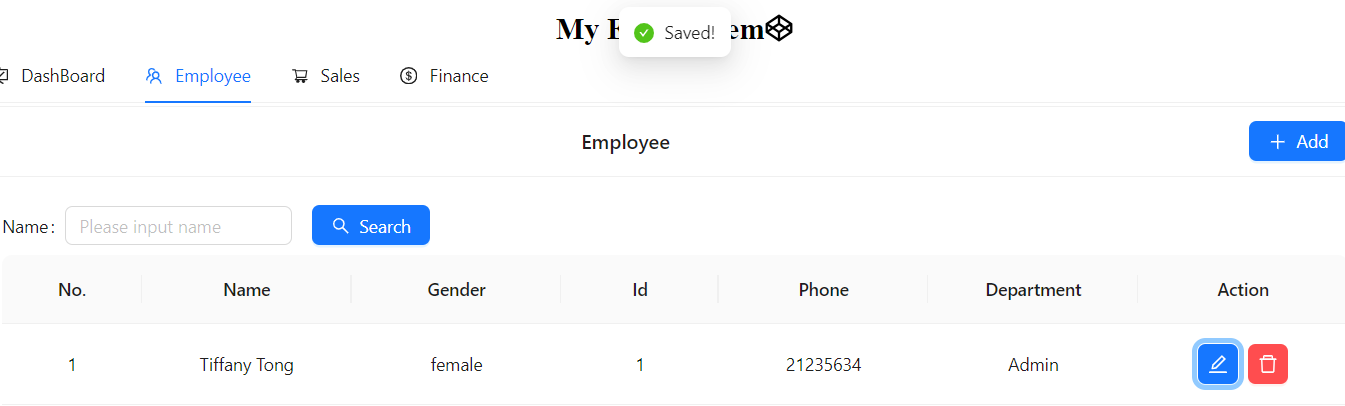 My E em
Saved!
DashBoard Employee Sales Finance
Employee
+ Add
Name: Please input name Search
No. Name Gender Id Phone Department Action
1 Tiffany Tong female 1 21235634 Admin